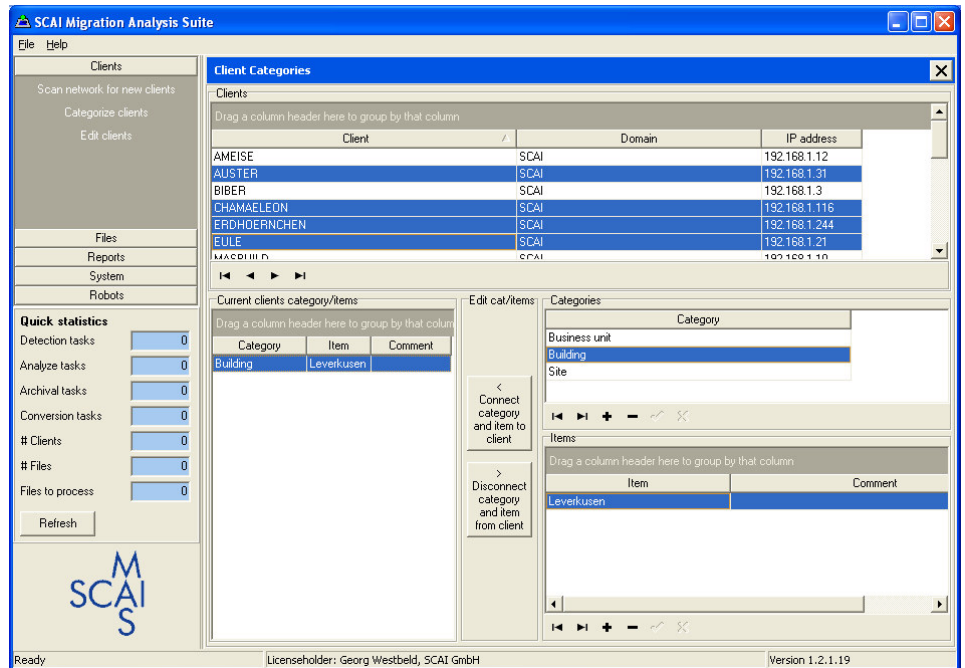 SCAI Migration Analysis Suite
File Help
Clients
Scan network for new clients
Categorize clients
Edit clients
Files
Reports
System
Robots
Quick statistics
Detection tasks 0
Analyze tasks 0
Archival tasks 0
Conversion tasks 0
# Clients 0
# Files 0
Files to process 0
Refresh
M
SCAI
S
Client Categories
Clients
Drag a column header here to group by that column
Client Domain IP address
AMEISE SCAI 192.168.1.12
AUSTER SCAI 192.168.1.31
BIBER SCAI 192.168.1.3
CHAMAELEON SCAI 192.168.1.116
ERDHOERNCHEN SCAI 192.168.1.244
EULE SCAI 192.168.1.21
MASBUILD SCAI 192.168.1.10
Current clients category/items
Drag a column header here to group by that colum
Category Item Comment
Building Leverkusen
Edit cat/items
<
Connect
category
and item to
client
>
Disconnect
category
and item
from client
Categories
Category
Business unit
Building
Site
Items
Drag a column header here to group by that column
Item Comment
Leverkusen
Ready
Licenseholder: Georg Westbeld, SCAI GmbH
Version 1.2.1.19